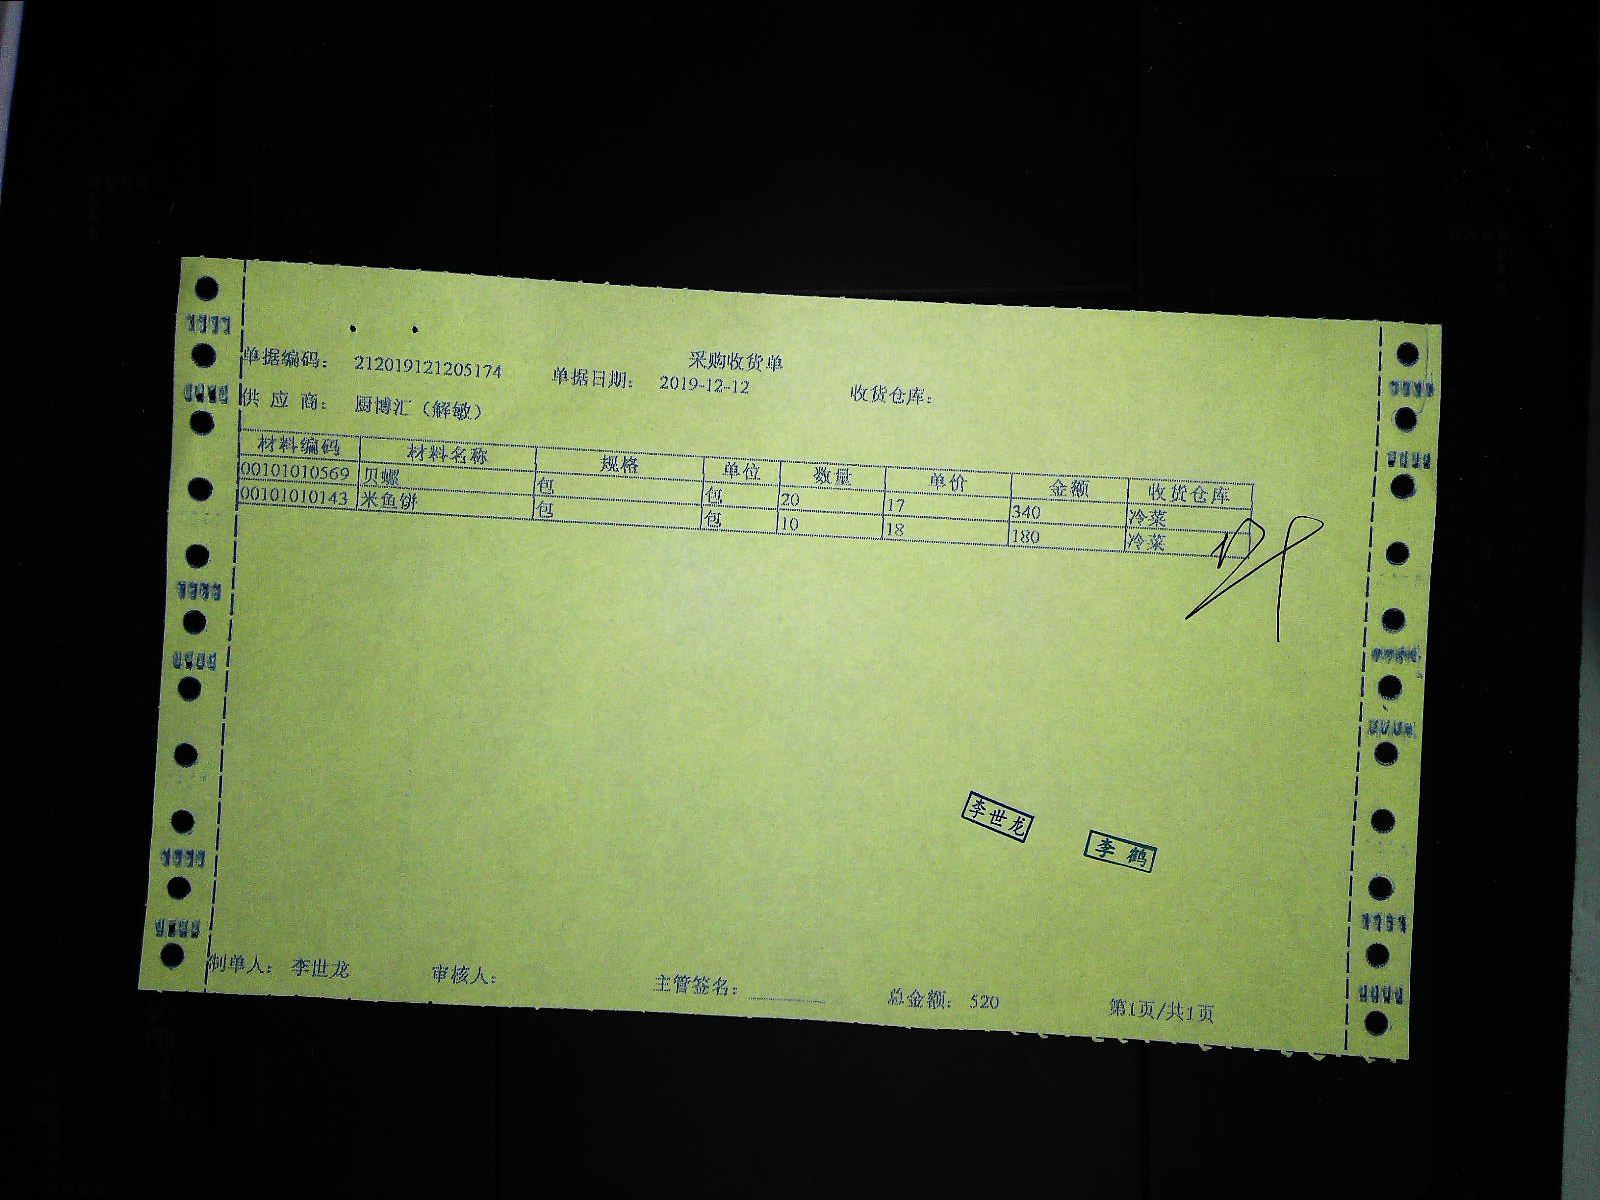 采购收货单
单据编码： 212019121205174 单据日期： 2019-12-12 收货仓库：
供 应 商： 厨博汇（解敏）
材料编码 材料名称 规格 单位 数量 单价 金额 收货仓库
00101010569 贝螺 包 包 20 17 340 冷菜
00101010143 米鱼饼 包 包 10 18 180 冷菜
李世龙
李 鹤
制单人： 李世龙 审核人： 主管签名： 总金额： 520 第1页/共1页